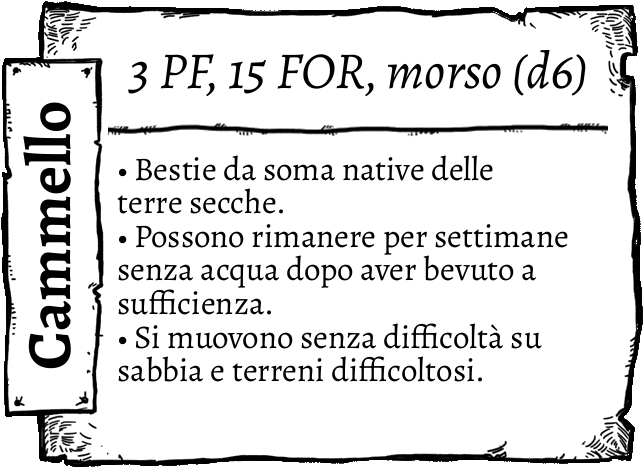 Cammello
3 PF, 15 FOR, morso (d6)
• Bestie da soma native delle
terre secche.
• Possono rimanere per settimane
senza acqua dopo aver bevuto a
sufficienza.
• Si muovono senza difficoltà su
sabbia e terreni difficoltosi.